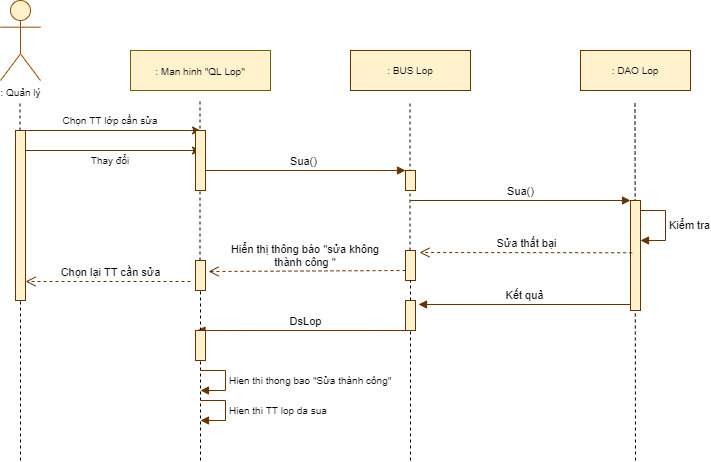 : Quản lý
: Man hinh "QL Lop"
: BUS Lop
: DAO Lop
Chọn TT lớp cần sửa
Thay đổi
Sua()
Sua()
Kiểm tra
Sửa thất bại
Hiển thị thông báo "sửa không
thành công "
Chọn lại TT cần sửa
Kết quả
DsLop
Hien thi thong bao "Sửa thành công"
Hien thi TT lop da sua